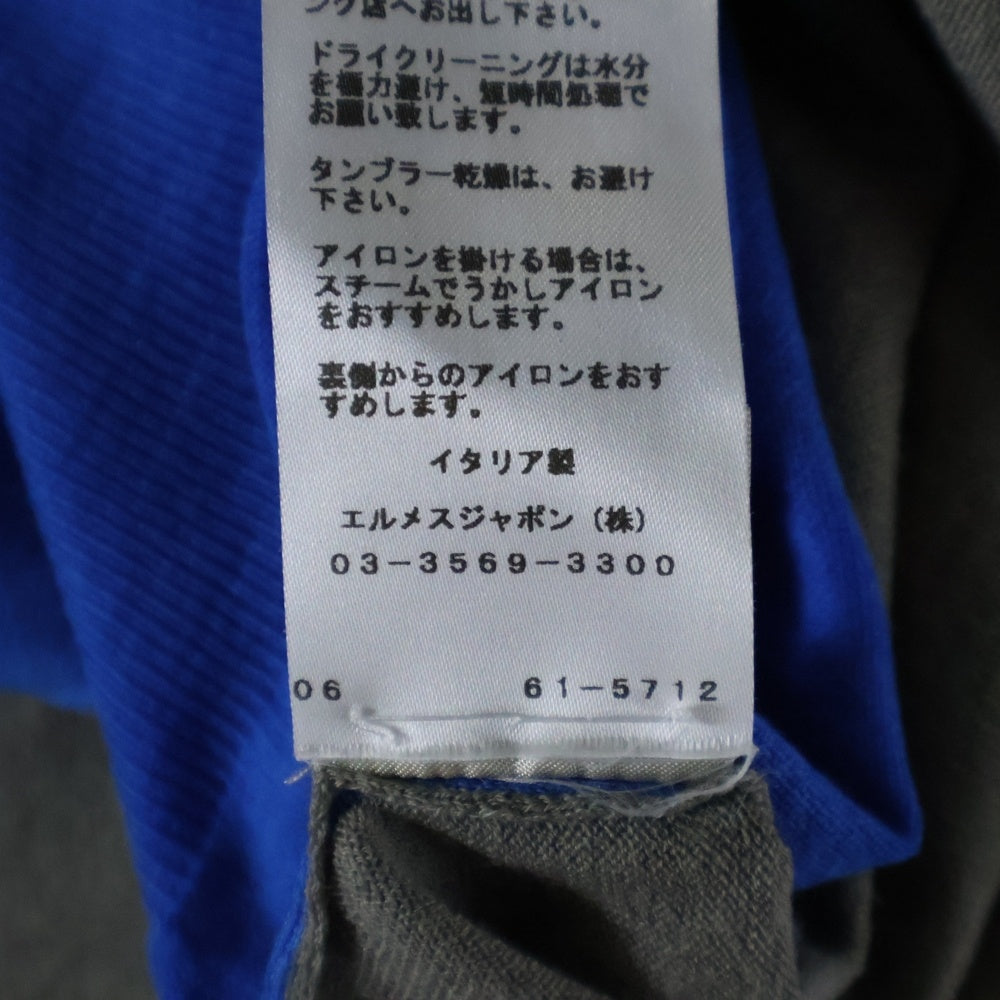 ング店へお出し下さい。
ドライクリーニングは水分
を極力避け、短時間処理で
お願い致します。
タンブラー乾燥は、お避け
下さい。
アイロンを掛ける場合は、
スチームでうかしアイロン
をおすすめします。
裏側からのアイロンをおす
すめします。
イタリア製
エルメスジャポン(株)
03-3569-3300
06 61-5712